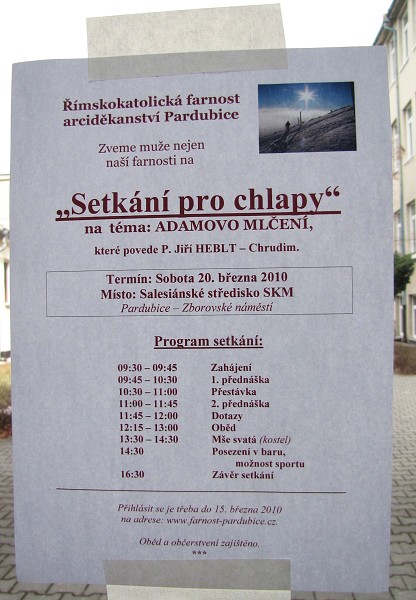 Římskokatolická farnost
arciděkanství Pardubice
Zveme muže nejen
naší farnosti na
„Setkání pro chlapy“
na téma: ADAMOVO MLČENÍ,
které povede P. Jiří HEBLT – Chrudim.
Termín: Sobota 20. března 2010
Místo: Salesiánské středisko SKM
Pardubice – Zborovské náměstí
Program setkání:
09:30 – 09:45 Zahájení
09:45 – 10:30 1. přednáška
10:30 – 11:00 Přestávka
11:00 – 11:45 2. přednáška
11:45 – 12:00 Dotazy
12:15 – 13:00 Oběd
13:30 – 14:30 Mše svatá (kostel)
14:30 Posezení v baru,
možnost sportu
16:30 Závěr setkání
Přihlásit se je třeba do 15. března 2010
na adrese: www.farnost-pardubice.cz.
Oběd a občerstvení zajištěno.
***